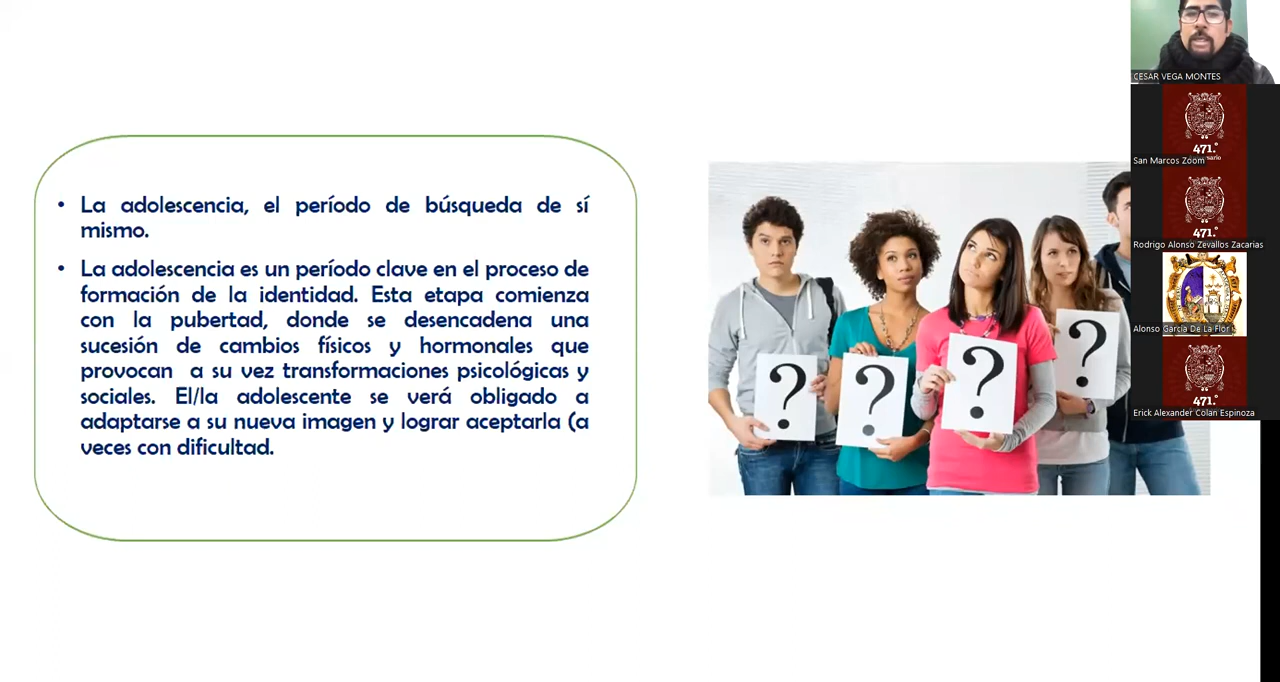 La adolescencia, el período de búsqueda de sí
mismo.
La adolescencia es un período clave en el proceso de
formación de la identidad. Esta etapa comienza
con la pubertad, donde se desencadena una
sucesión de cambios físicos y hormonales que
provocan a su vez transformaciones psicológicas y
sociales. El/la adolescente se verá obligado a
adaptarse a su nueva imagen y lograr aceptarla (a
veces con dificultad.
?
?
?
?
CESAR VEGA MONTES
471.°
San Marcos Zoom
471.°
Rodrigo Alonso Zevallos Zacarias
Alonso García De La Flor
471.°
Erick Alexander Colan Espinoza